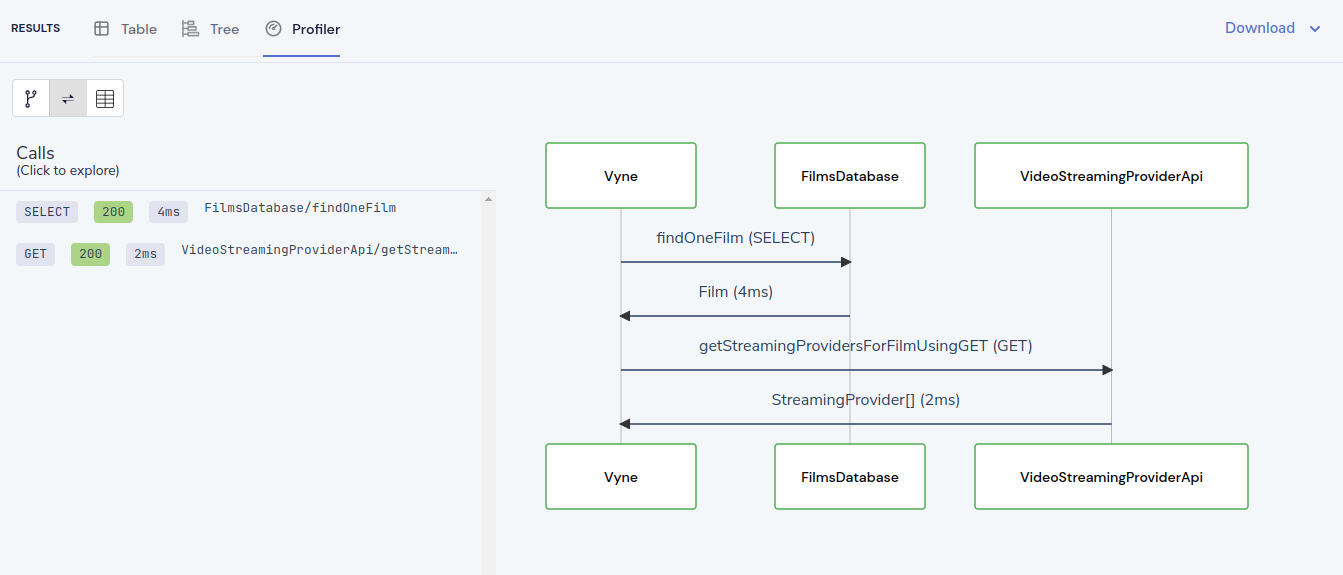 RESULTS Table Tree Profiler Download
Calls
(Click to explore)
SELECT 200 4ms FilmsDatabase/findOneFilm
GET 200 2ms VideoStreamingProviderApi/getStream…
Vyne FilmsDatabase VideoStreamingProviderApi
findOneFilm (SELECT)
Film (4ms)
getStreamingProvidersForFilmUsingGET (GET)
StreamingProvider[] (2ms)
Vyne FilmsDatabase VideoStreamingProviderApi